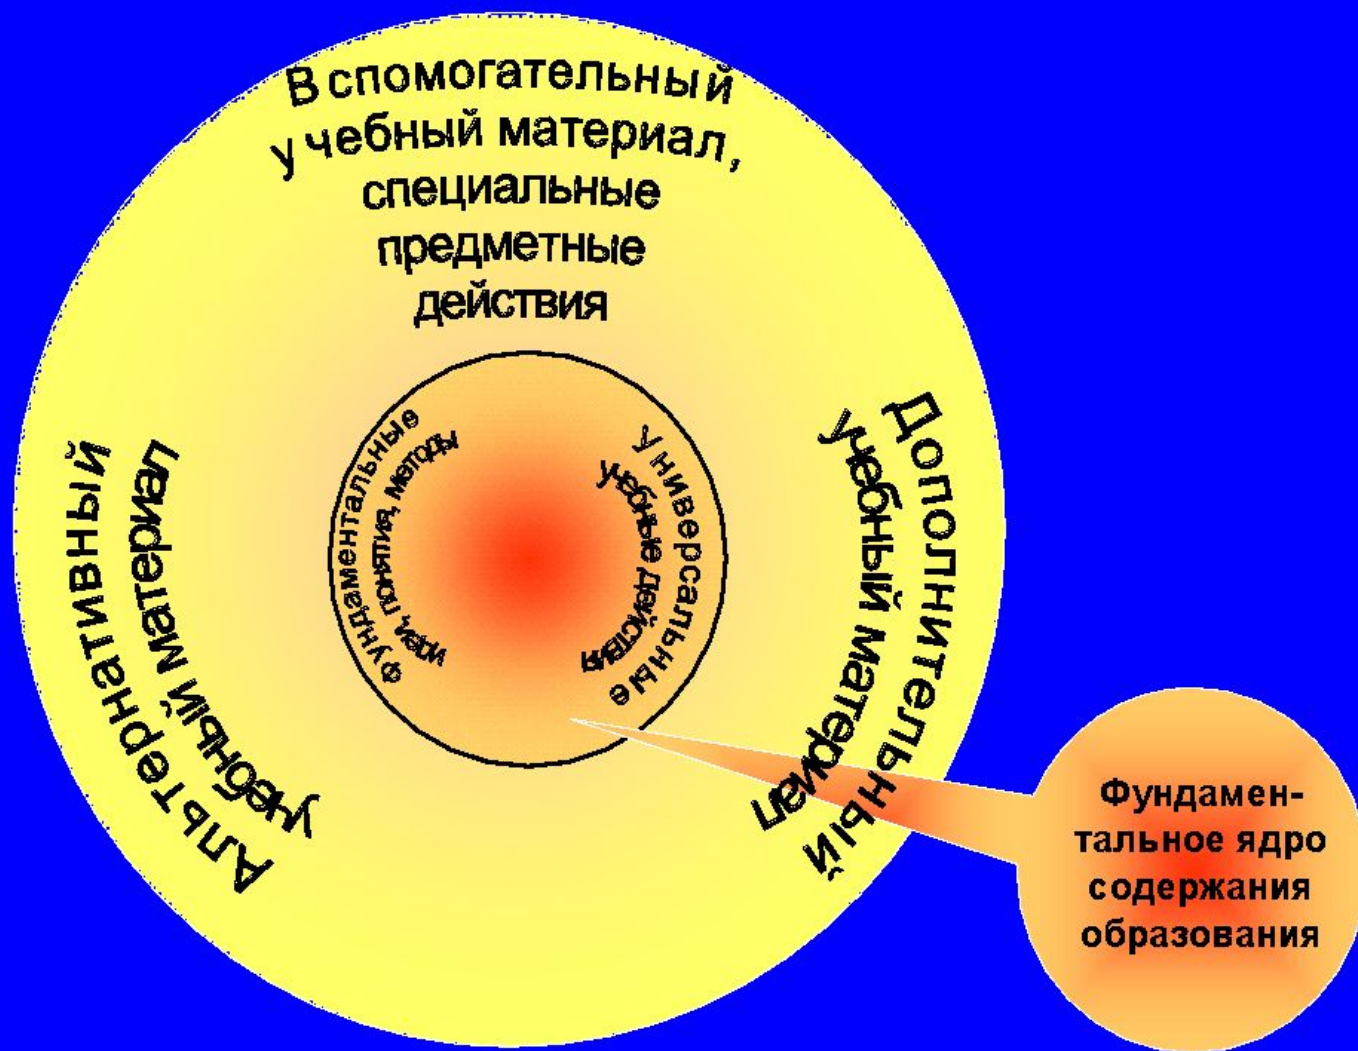 Вспомогательный
учебный материал,
специальные
предметные
действия
Альтернативный
учебный материал
Фундаментальные
идеи, понятия, методы
Универсальные
учебные действия
Дополнительный
учебный материал
Фундамен-
тальное ядро
содержания
образования